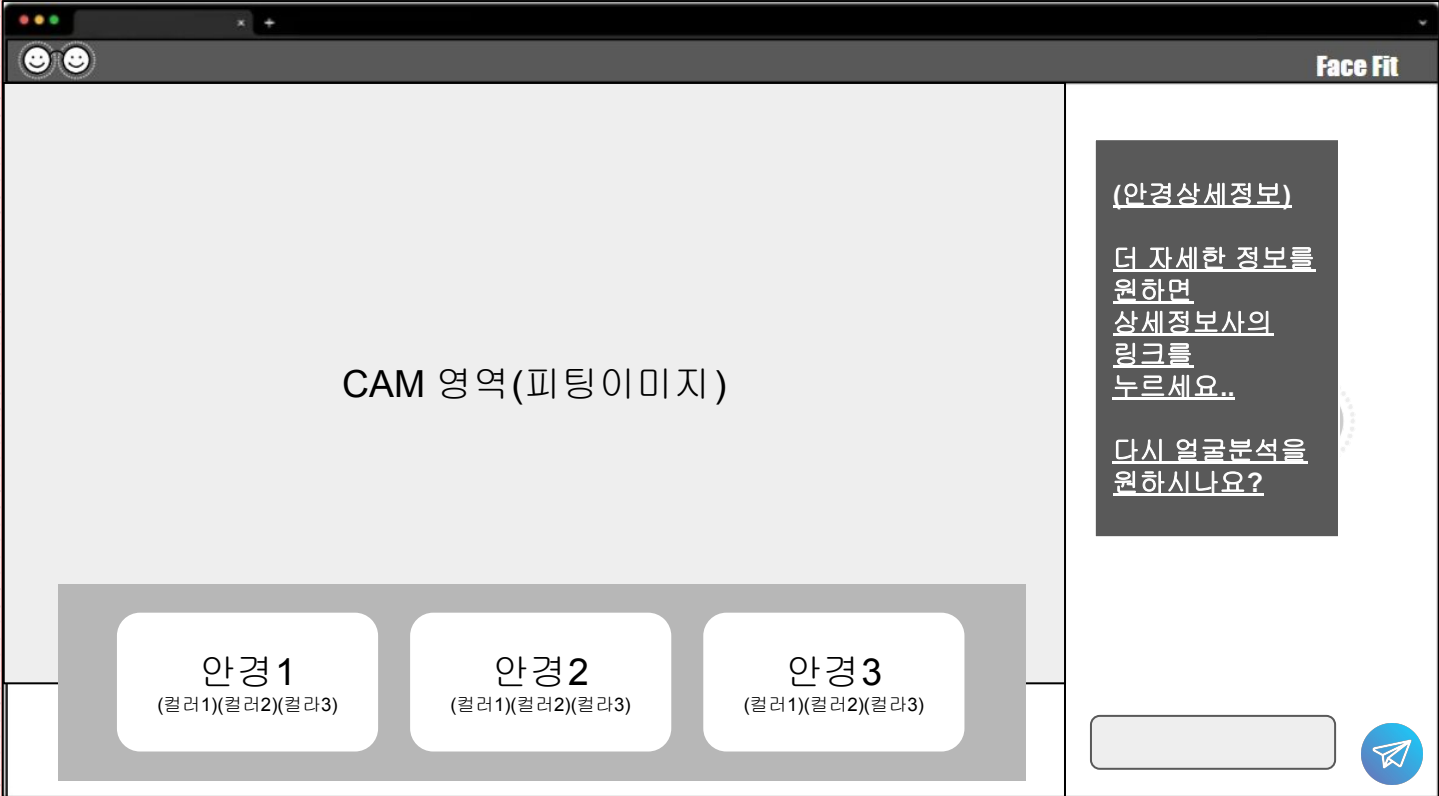 Face Fit
CAM 영역(피팅이미지)
안경1
(컬러1)(컬러2)(컬라3)
안경2
(컬러1)(컬러2)(컬라3)
안경3
(컬러1)(컬러2)(컬라3)
(안경상세정보)
더 자세한 정보를
원하면
상세정보사의
링크를
누르세요..
다시 얼굴분석을
원하시나요?